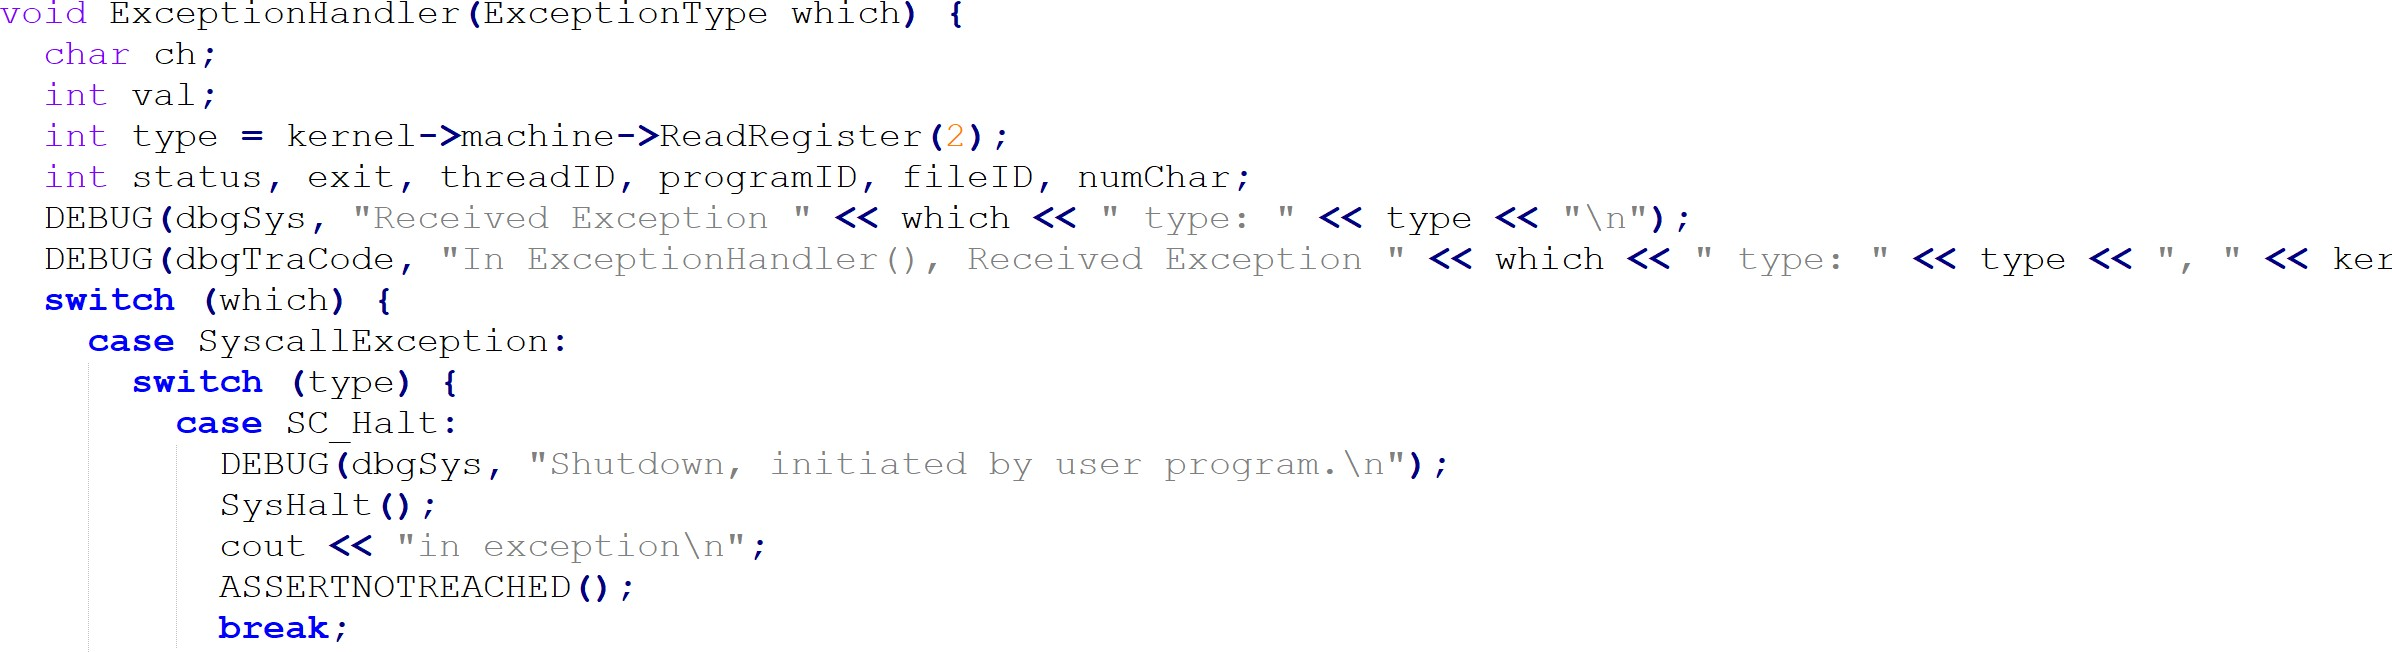 void ExceptionHandler(ExceptionType which) {
  char ch;
  int val;
  int type = kernel->machine->ReadRegister(2);
  int status, exit, threadID, programID, fileID, numChar;
  DEBUG(dbgSys, "Received Exception " << which << " type: " << type << "\n");
  DEBUG(dbgTraCode, "In ExceptionHandler(), Received Exception " << which << " type: " << type << ", " << ker
  switch (which) {
    case SyscallException:
      switch (type) {
        case SC_Halt:
          DEBUG(dbgSys, "Shutdown, initiated by user program.\n");
          SysHalt();
          cout << "in exception\n";
          ASSERTNOTREACHED();
          break;